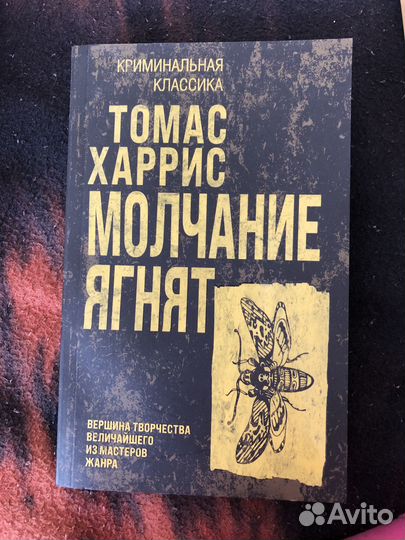 КРИМИНАЛЬНАЯ
КЛАССИКА
ТОМАС
ХАРРИС
МОЛЧАНИЕ
ЯГНЯТ
ВЕРШИНА ТВОРЧЕСТВА
ВЕЛИЧАЙШЕГО
ИЗ МАСТЕРОВ
ЖАНРА
Avito